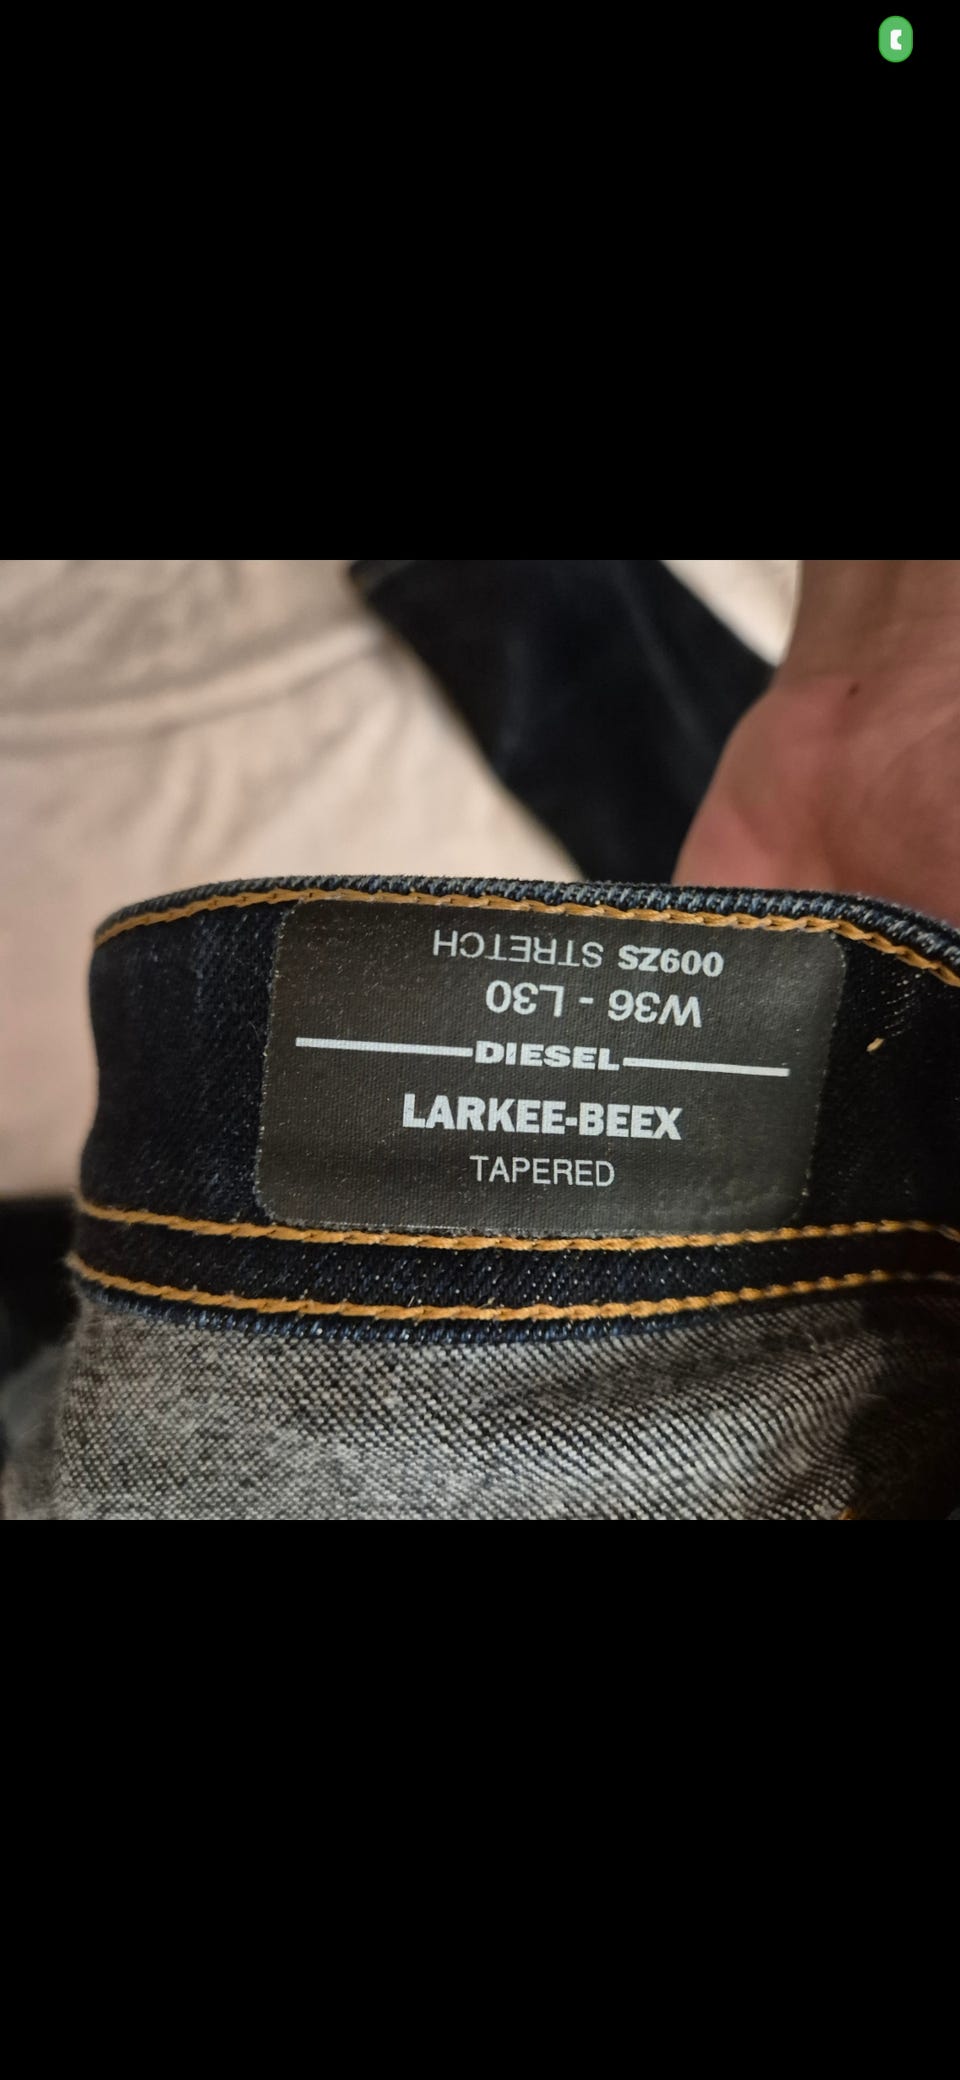 009ZS STRETCH
W36 - L30
DIESEL
LARKEE-BEEX
TAPERED